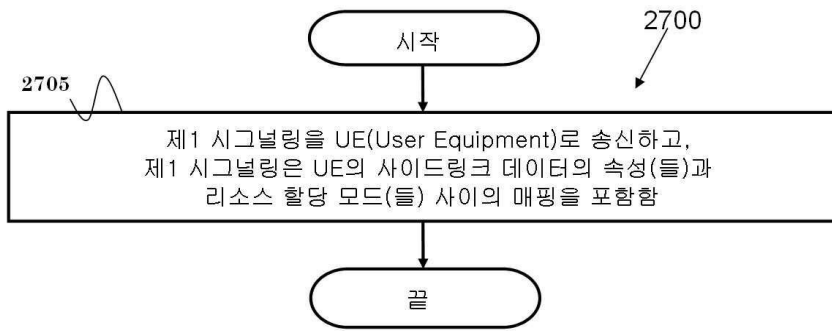 시작
2700
2705
제1 시그널링을 UE(User Equipment)로 송신하고,
제1 시그널링은 UE의 사이드링크 데이터의 속성(들)과
리소스 할당 모드(들) 사이의 매핑을 포함함
끝